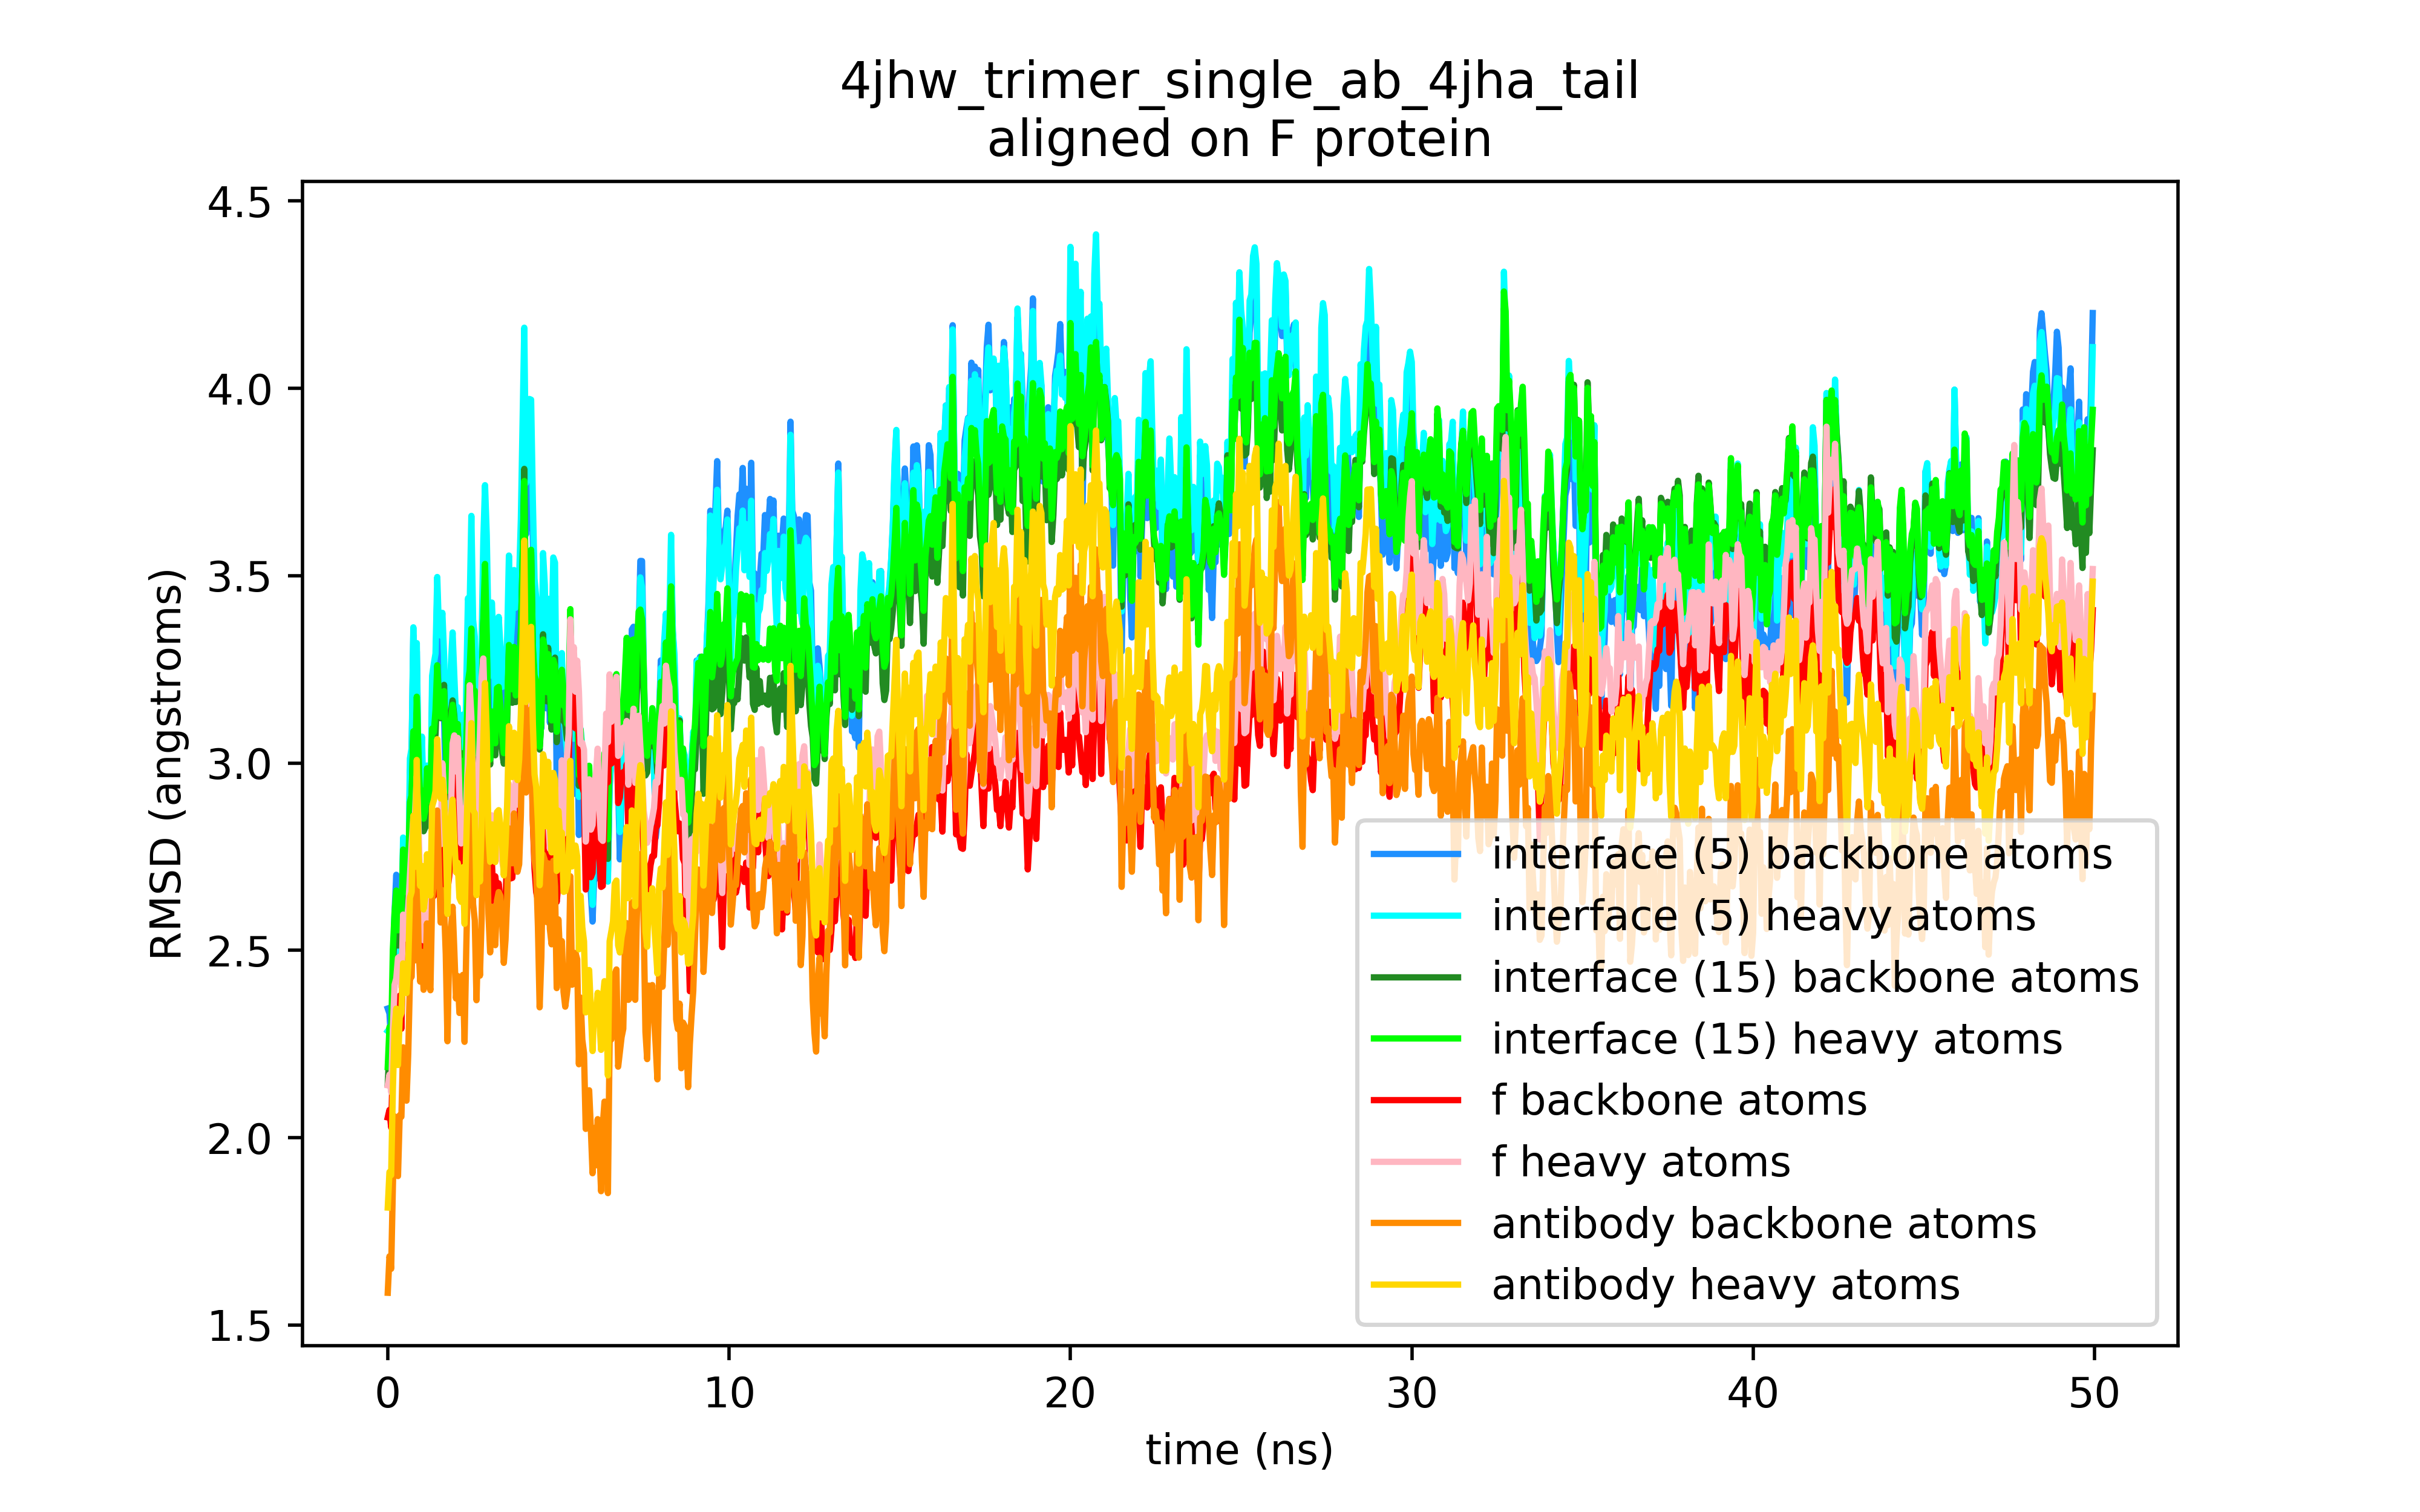 4jhw_trimer_single_ab_4jha_tail
aligned on F protein
RMSD (angstroms)
4.5
4.0
3.5
3.0
2.5
2.0
1.5
interface (5) backbone atoms
interface (5) heavy atoms
interface (15) backbone atoms
interface (15) heavy atoms
f backbone atoms
f heavy atoms
antibody backbone atoms
antibody heavy atoms
0 10 20 30 40 50
time (ns)